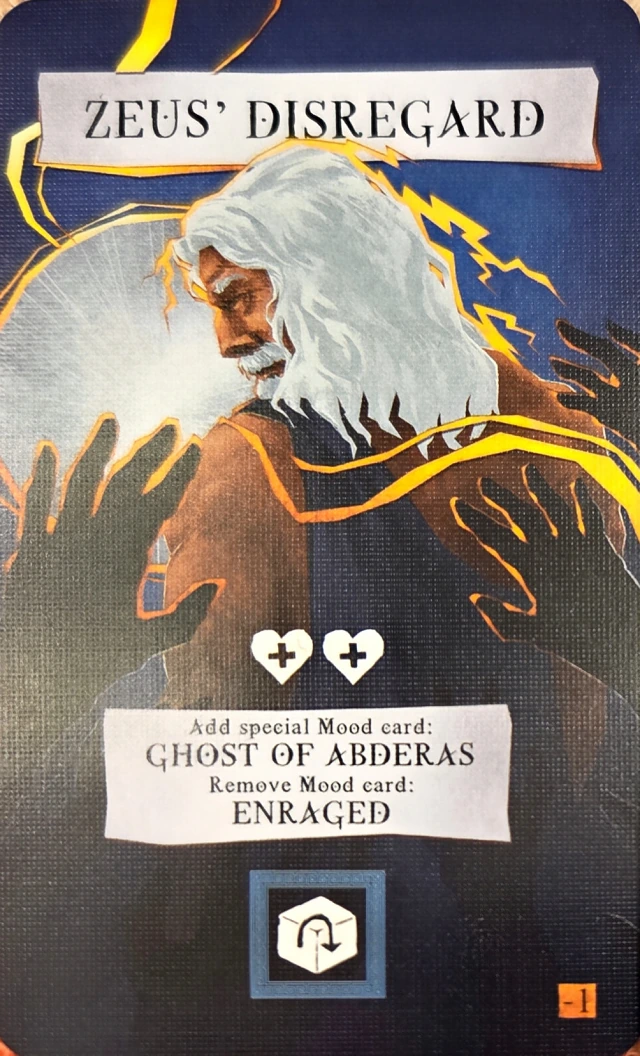 ZEUS' DISREGARD
Add special Mood card:
GHOST OF ABDERAS
Remove Mood card:
ENRAGED
-1